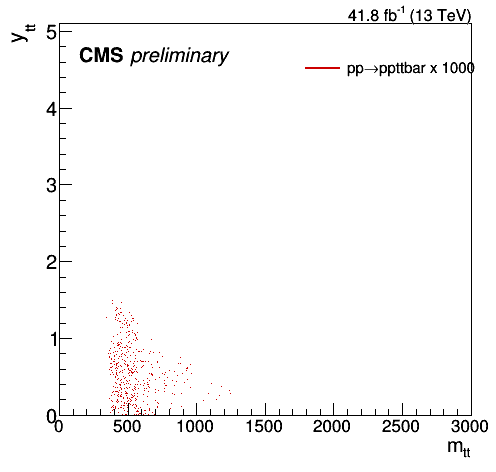 41.8 fb⁻¹ (13 TeV)
y_tt
CMS preliminary
pp→ppttbar x 1000
5
4
3
2
1
0
0 500 1000 1500 2000 2500 3000
m_tt